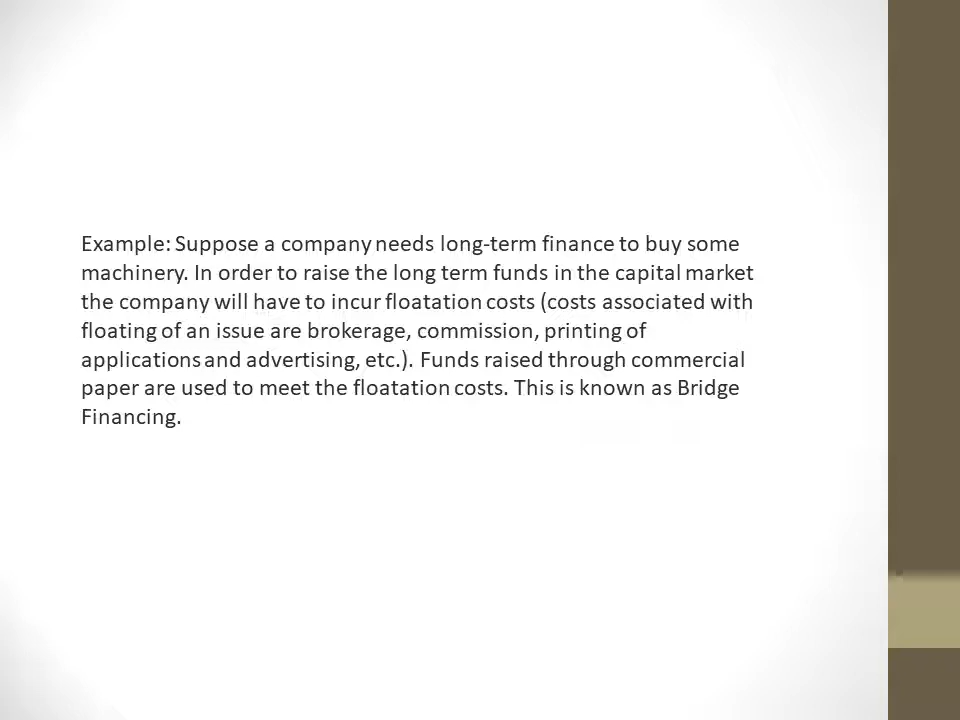 Example: Suppose a company needs long-term finance to buy some
machinery. In order to raise the long term funds in the capital market
the company will have to incur floatation costs (costs associated with
floating of an issue are brokerage, commission, printing of
applications and advertising, etc.). Funds raised through commercial
paper are used to meet the floatation costs. This is known as Bridge
Financing.